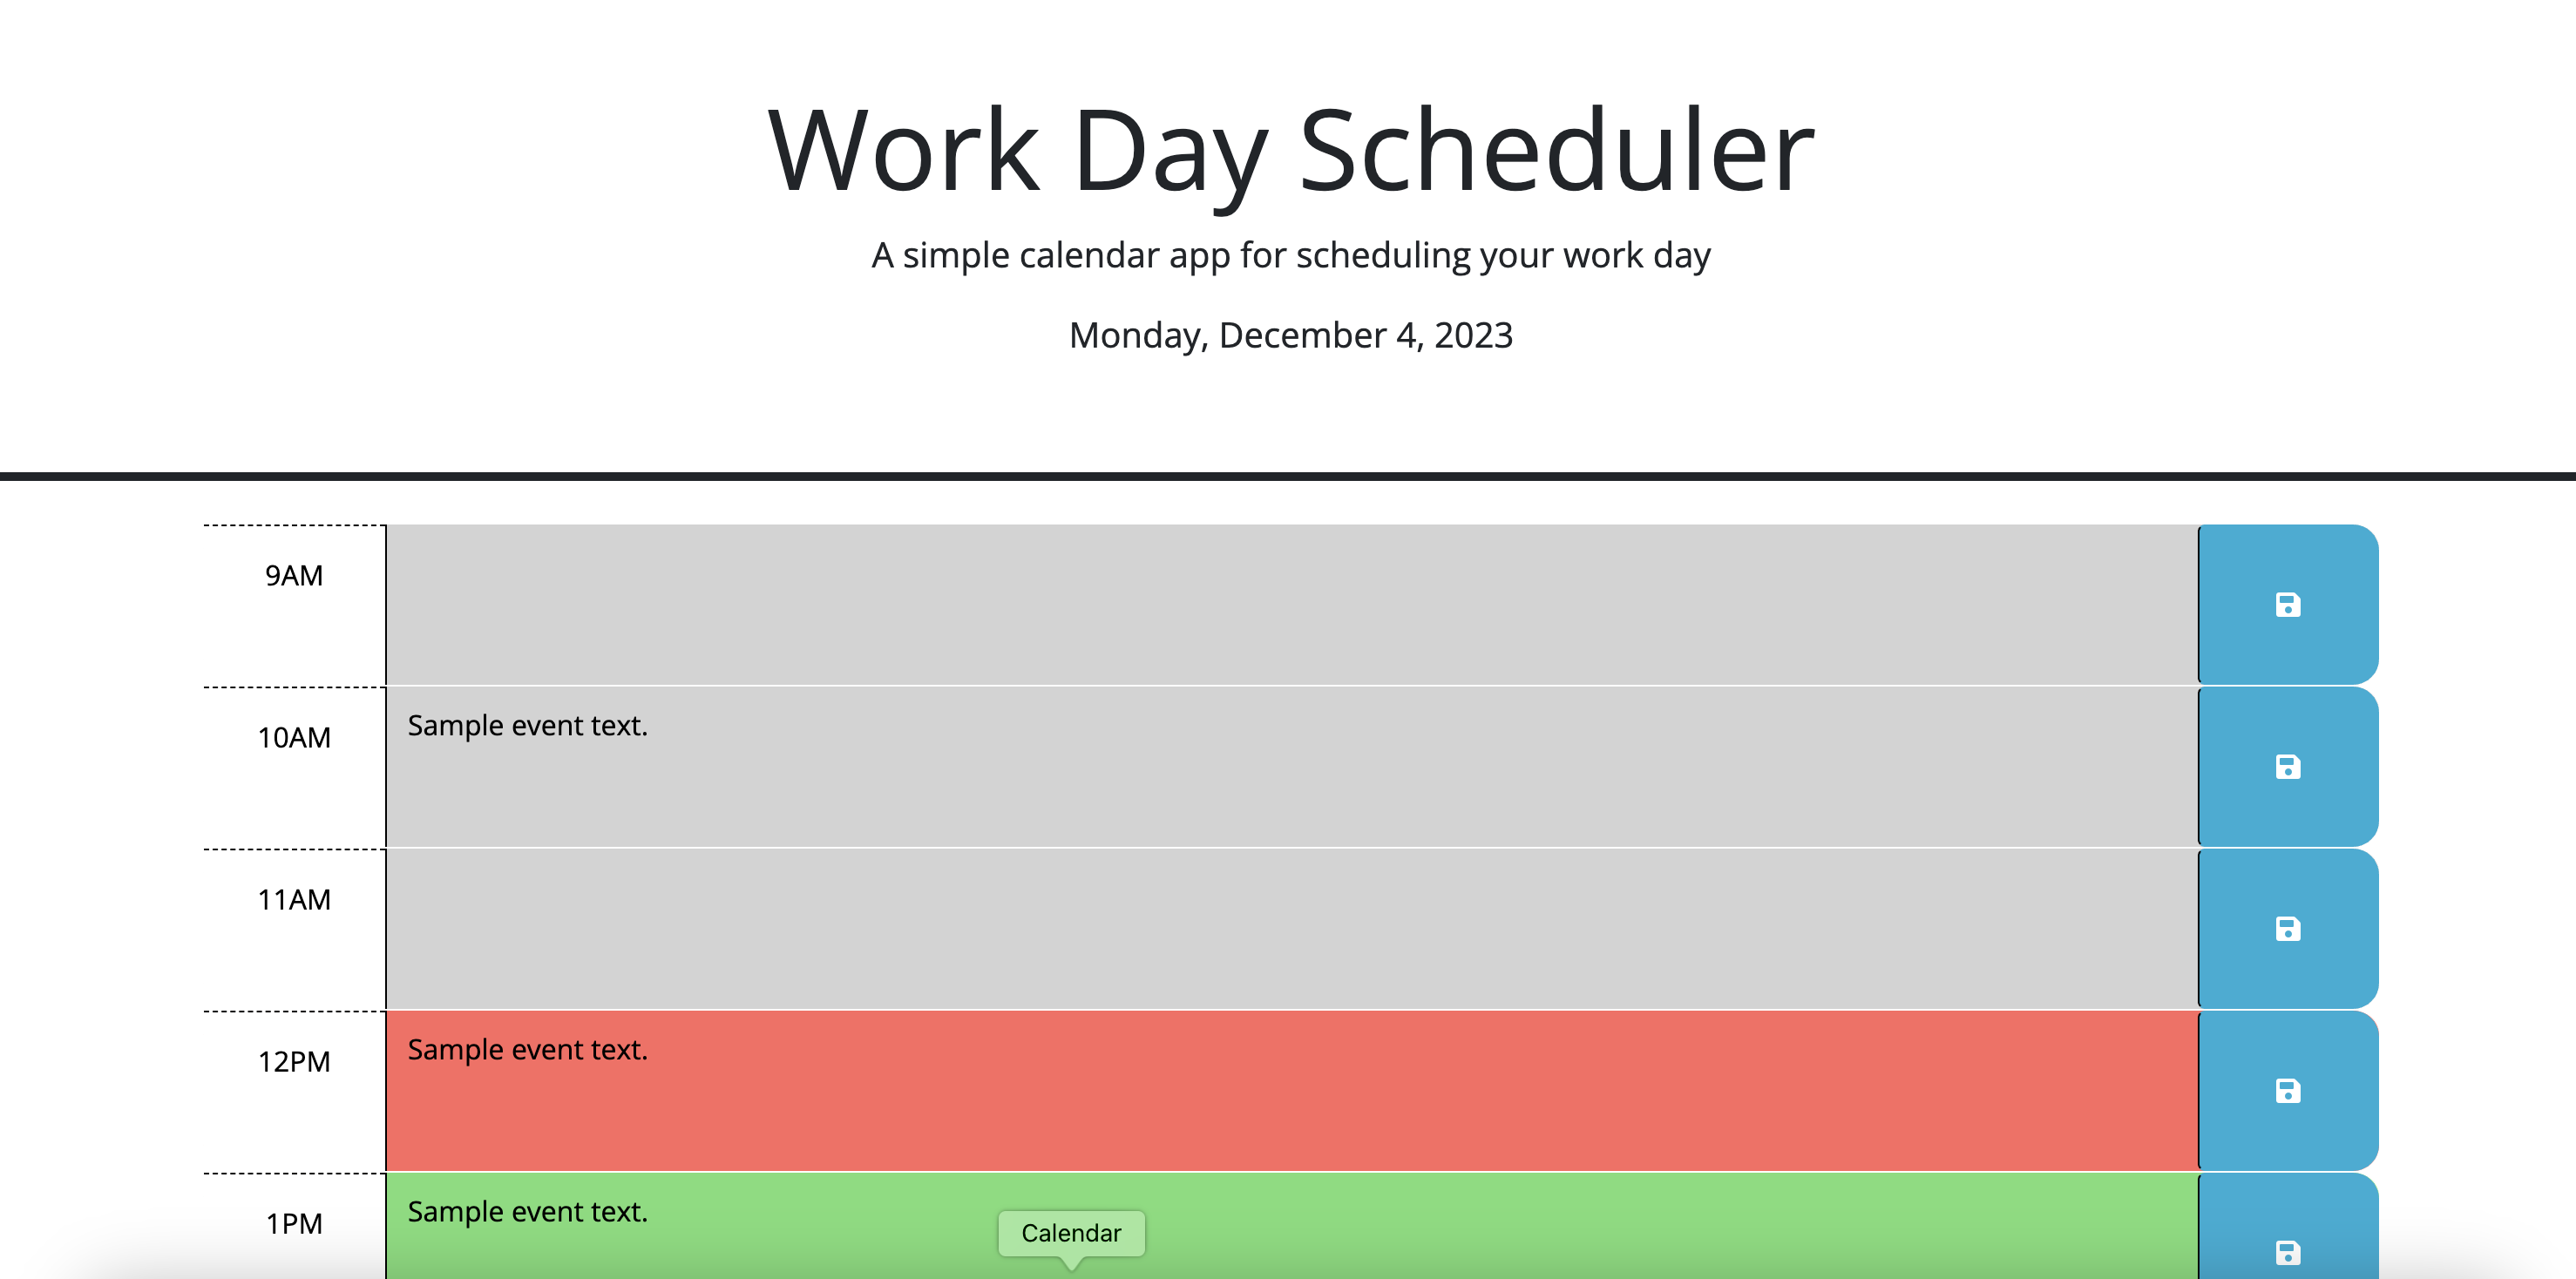 Work Day Scheduler
A simple calendar app for scheduling your work day
Monday, December 4, 2023
9AM
10AM
Sample event text.
11AM
12PM
Sample event text.
1PM
Sample event text.
Calendar